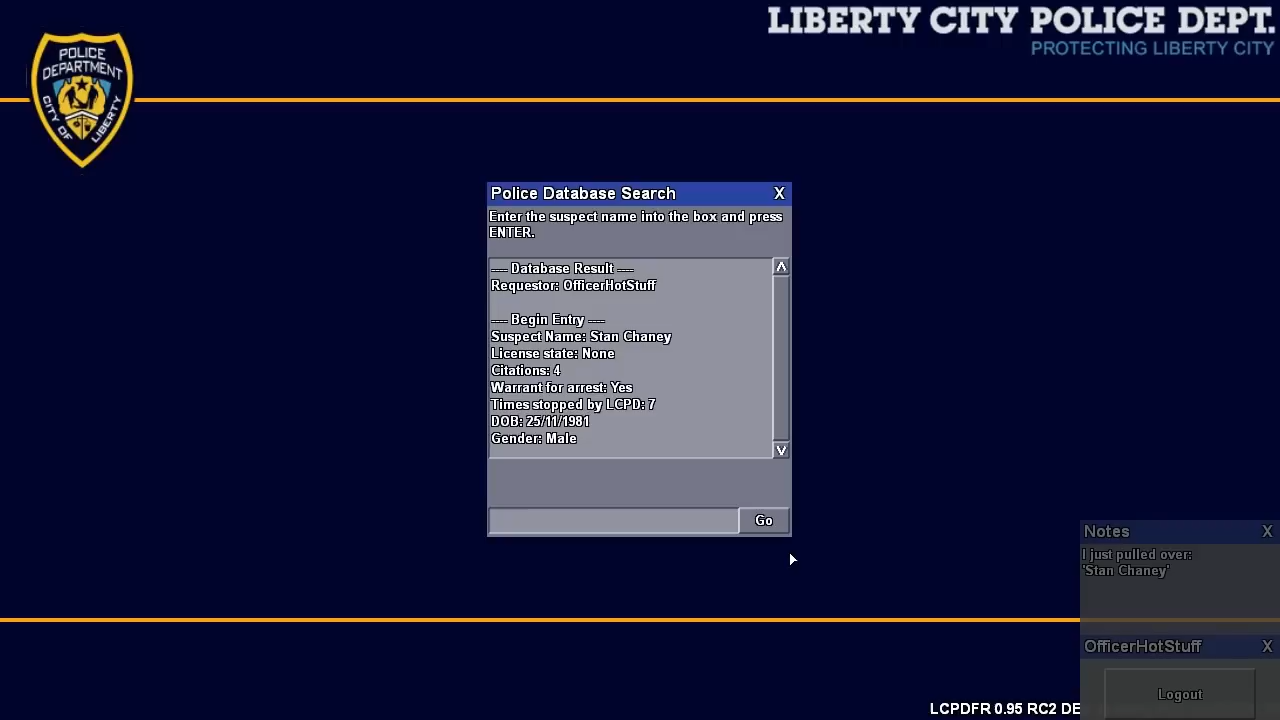 LIBERTY CITY POLICE DEPT.
PROTECTING LIBERTY CITY
POLICE
DEPARTMENT
CITY OF LIBERTY
Police Database Search X
Enter the suspect name into the box and press
ENTER.
---- Database Result ----
Requestor: OfficerHotStuff
---- Begin Entry ----
Suspect Name: Stan Chaney
License state: None
Citations: 4
Warrant for arrest: Yes
Times stopped by LCPD: 7
DOB: 25/11/1981
Gender: Male
Go
Notes X
I just pulled over:
'Stan Chaney'
OfficerHotStuff X
Logout
LCPDFR 0.95 RC2 DE